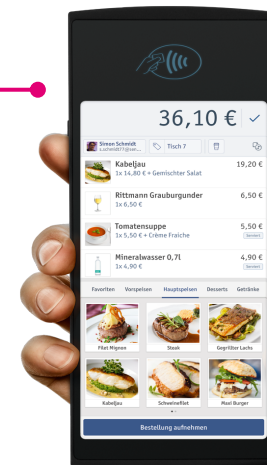 36,10 €
Simon Schmidt
s.schmidt77@sar...
Tisch 7
Kabeljau 19,20 €
1x 14,80 € + Gemischter Salat
Rittmann Grauburgunder 6,50 €
1x 6,50 €
Tomatensuppe 5,50 €
1x 5,50 € + Crème Fraiche
Mineralwasser 0,7l 4,90 €
1x 4,90 €
Favoriten Vorspeisen Hauptspeisen Desserts Getränke
Filet Mignon Steak Gegrillter Lachs
Kabeljau Schweinefilet Maxi Burger
Bestellung aufnehmen